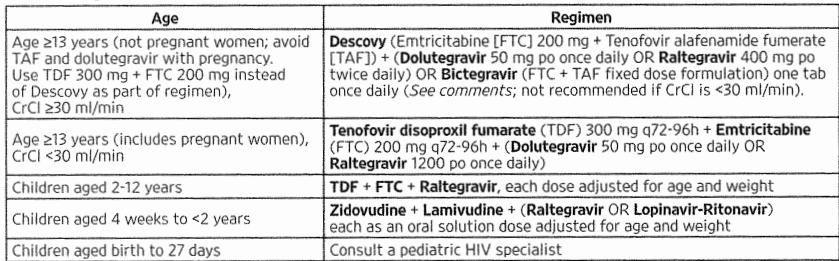 Age
Regimen
Age ≥13 years (not pregnant women; avoid
TAF and dolutegravir with pregnancy.
Use TDF 300 mg + FTC 200 mg instead
of Descovy as part of regimen),
CrCl ≥30 ml/min
Descovy (Emtricitabine [FTC] 200 mg + Tenofovir alafenamide fumerate
[TAF]) + (Dolutegravir 50 mg po once daily OR Raltegravir 400 mg po
twice daily) OR Bictegravir (FTC + TAF fixed dose formulation) one tab
once daily (See comments; not recommended if CrCl is <30 ml/min).
Age ≥13 years (includes pregnant women),
CrCl <30 ml/min
Tenofovir disoproxil fumarate (TDF) 300 mg q72-96h + Emtricitabine
(FTC) 200 mg q72-96h + (Dolutegravir 50 mg po once daily OR
Raltegravir 1200 po once daily)
Children aged 2-12 years
TDF + FTC + Raltegravir, each dose adjusted for age and weight
Children aged 4 weeks to <2 years
Zidovudine + Lamivudine + (Raltegravir OR Lopinavir-Ritonavir)
each as an oral solution dose adjusted for age and weight
Children aged birth to 27 days
Consult a pediatric HIV specialist